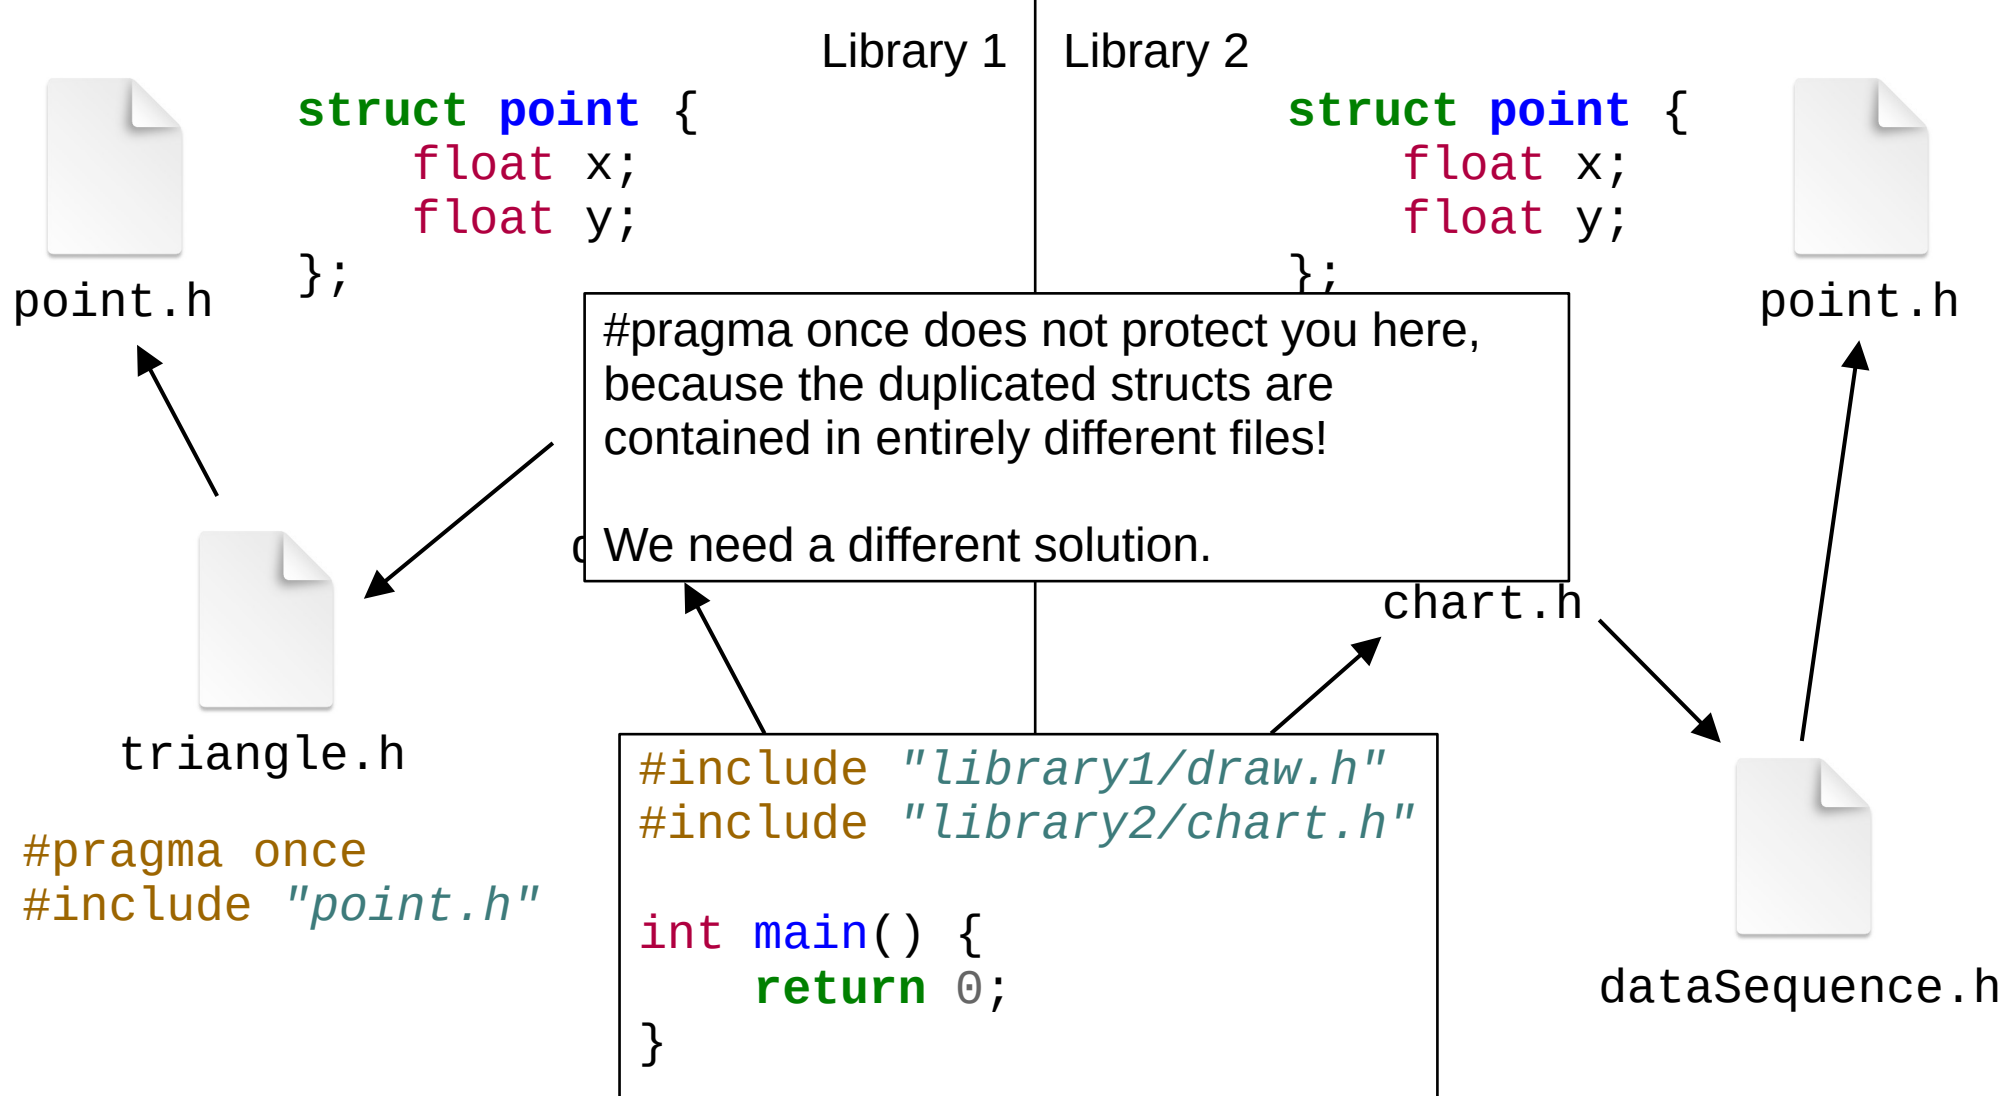 Library 1
Library 2
struct point {
    float x;
    float y;
};
point.h
struct point {
    float x;
    float y;
};
point.h
#pragma once does not protect you here,
because the duplicated structs are
contained in entirely different files!
We need a different solution.
chart.h
triangle.h
#pragma once
#include "point.h"
#include "library1/draw.h"
#include "library2/chart.h"
int main() {
    return 0;
}
dataSequence.h